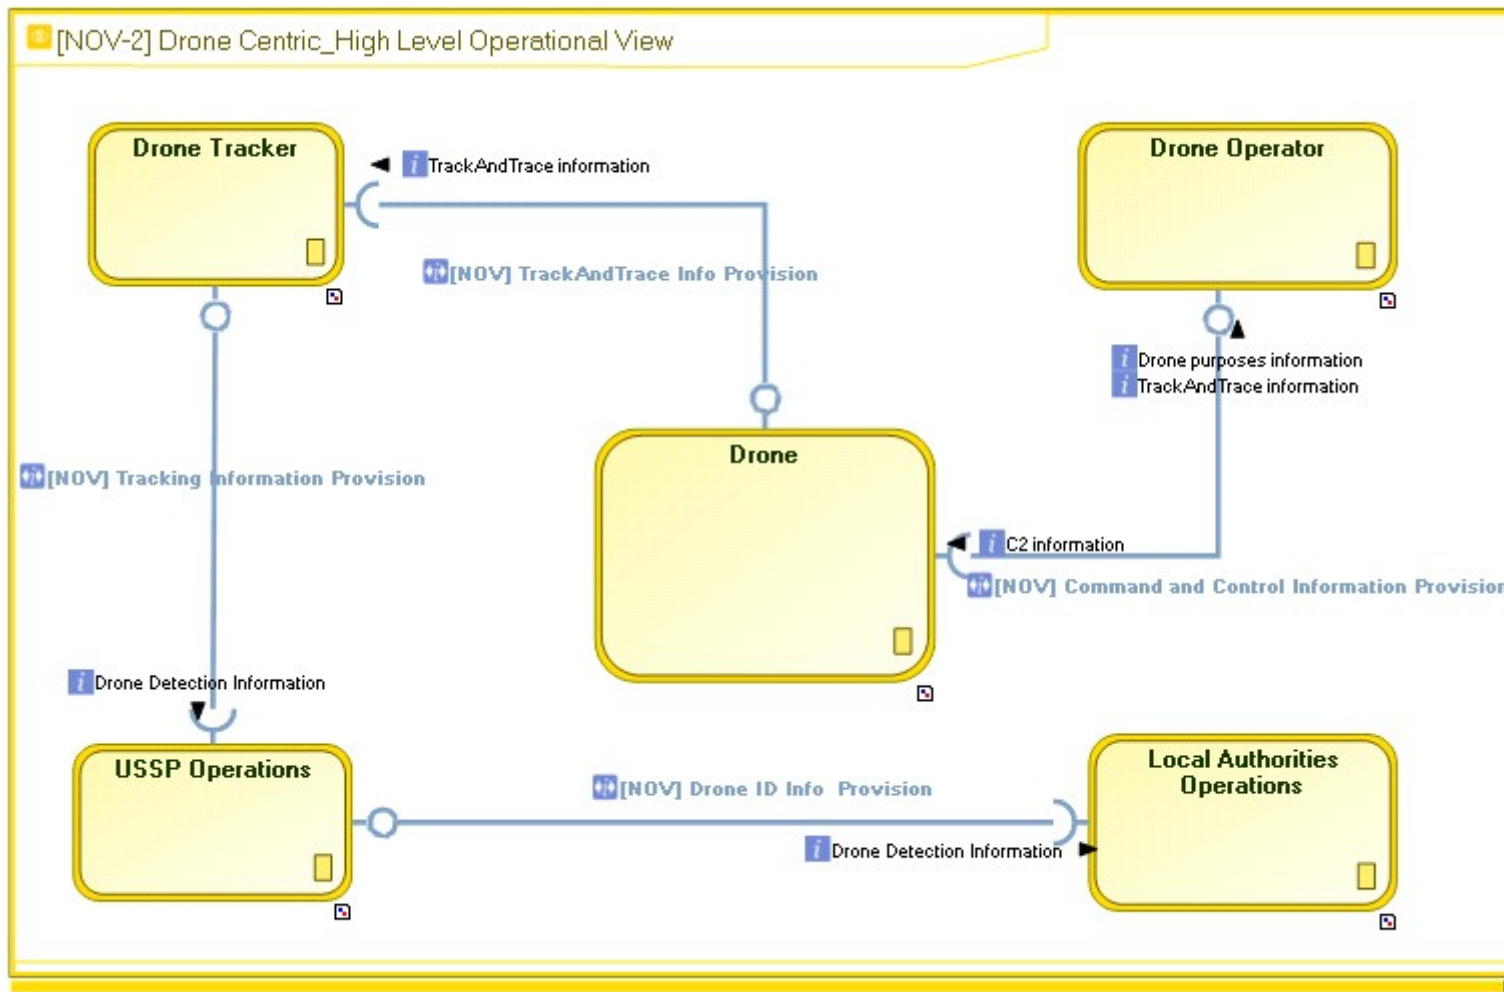 [NOV-2] Drone Centric_High Level Operational View
Drone Tracker
TrackAndTrace information
Drone Operator
[NOV] TrackAndTrace Info Provision
Drone purposes information
TrackAndTrace information
Drone
[NOV] Tracking Information Provision
C2 information
[NOV] Command and Control Information Provision
Drone Detection Information
USSP Operations
[NOV] Drone ID Info Provision
Local Authorities
Operations
Drone Detection Information